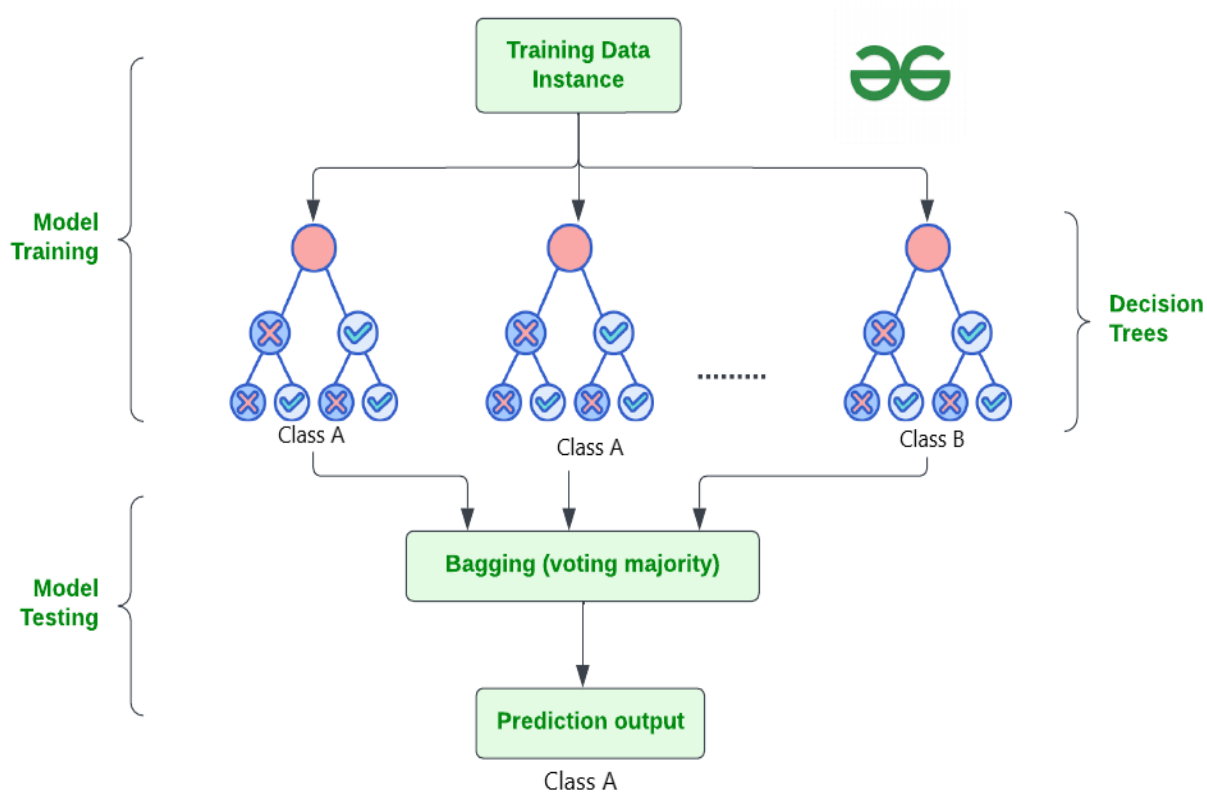 Training Data
Instance
Model
Training
Decision
Trees
Class A
Class A
Class B
Bagging (voting majority)
Model
Testing
Prediction output
Class A